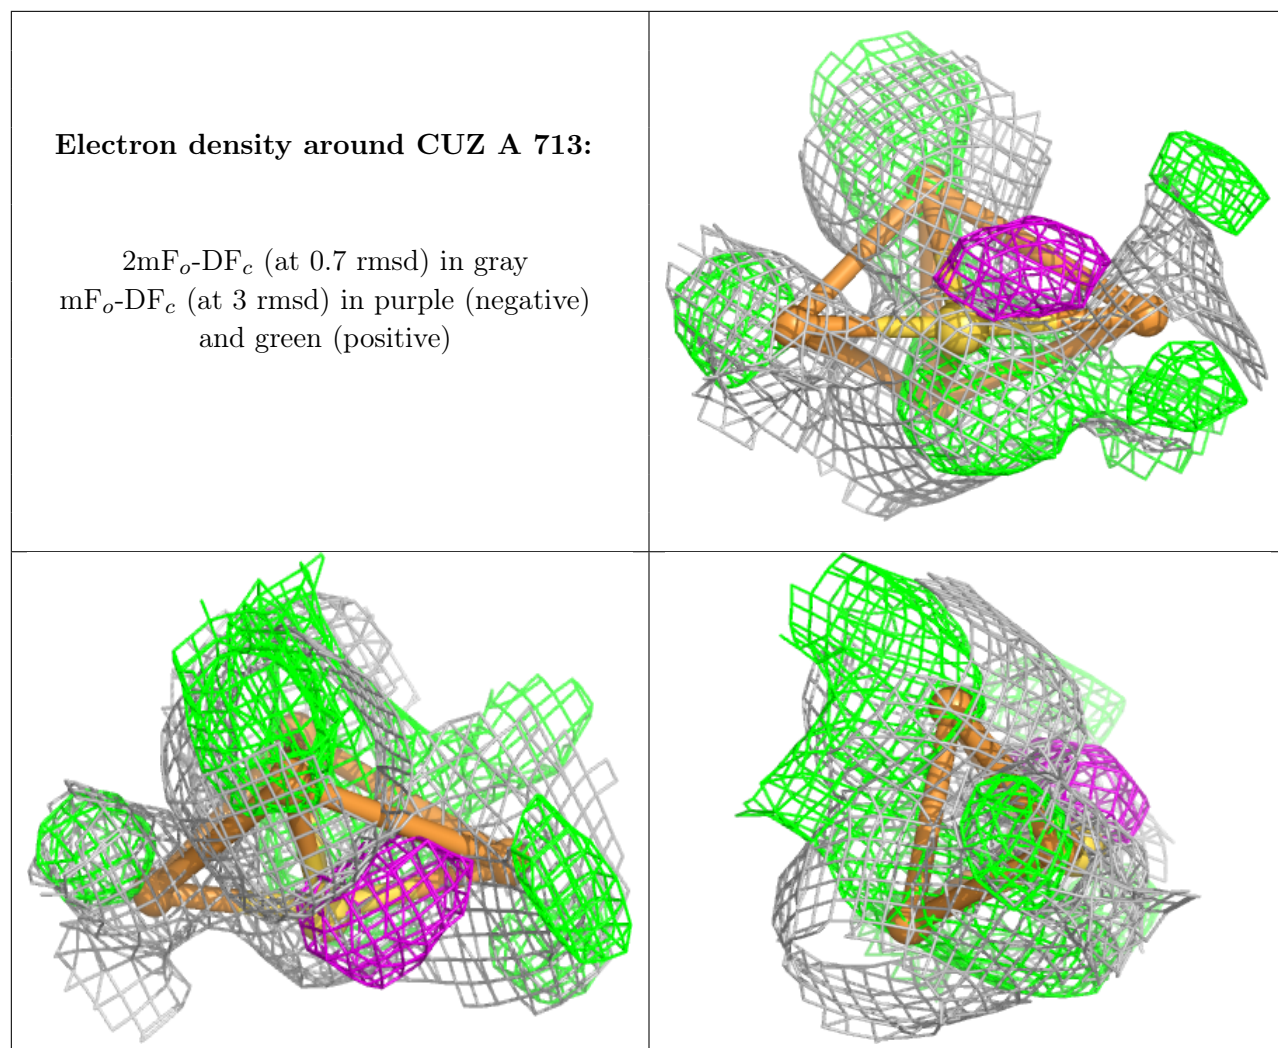 Electron density around CUZ A 713:
2mFo-DFc (at 0.7 rmsd) in gray
mFo-DFc (at 3 rmsd) in purple (negative)
and green (positive)